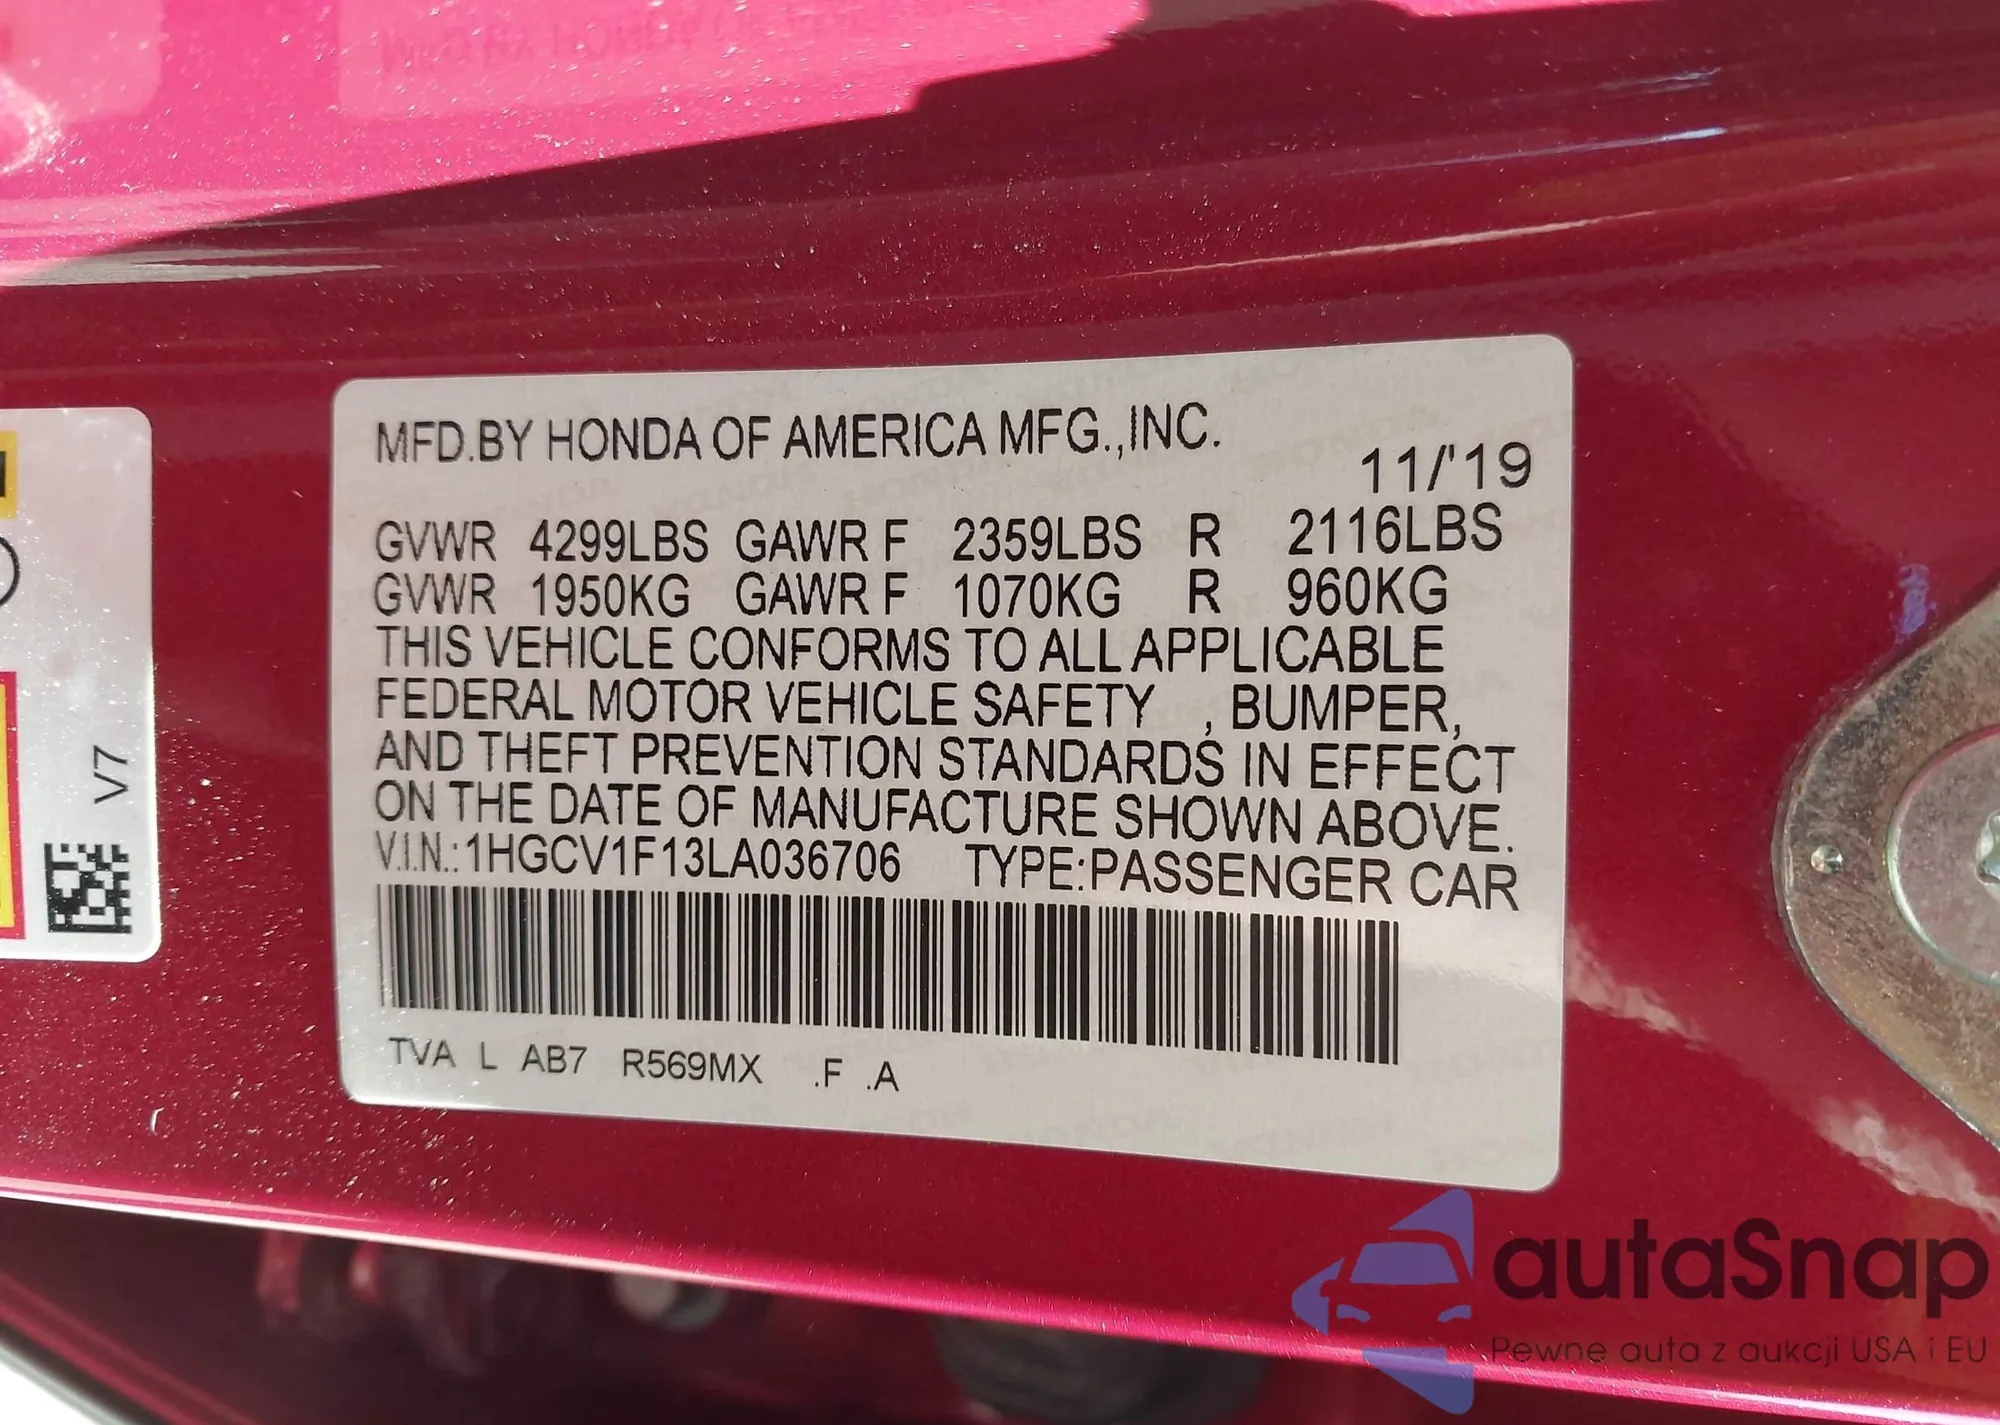 MFD.BY HONDA OF AMERICA MFG.,INC.
11/'19
GVWR 4299LBS GAWR F 2359LBS R 2116LBS
GVWR 1950KG GAWR F 1070KG R 960KG
THIS VEHICLE CONFORMS TO ALL APPLICABLE
FEDERAL MOTOR VEHICLE SAFETY , BUMPER,
AND THEFT PREVENTION STANDARDS IN EFFECT
ON THE DATE OF MANUFACTURE SHOWN ABOVE.
V.I.N.:1HGCV1F13LA036706 TYPE:PASSENGER CAR
TVA L AB7 R569MX .F .A
V7
autaSnap
Pewne auta z aukcji USA i EU